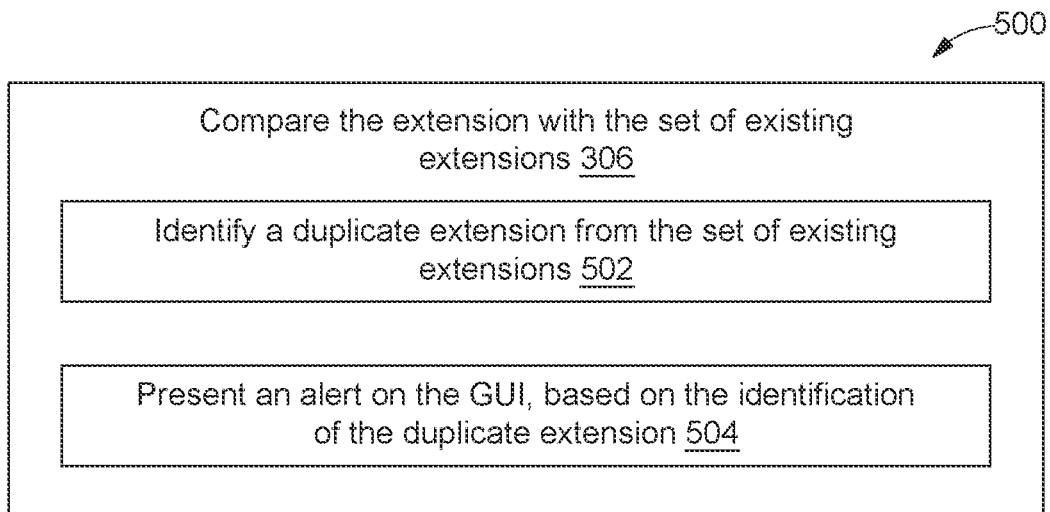 500
Compare the extension with the set of existing
extensions 306
Identify a duplicate extension from the set of existing
extensions 502
Present an alert on the GUI, based on the identification
of the duplicate extension 504